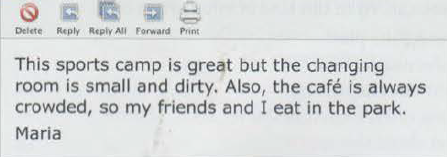 Delete Reply Reply All Forward Print
This sports camp is great but the changing
room is small and dirty. Also, the café is always
crowded, so my friends and I eat in the park.
Maria